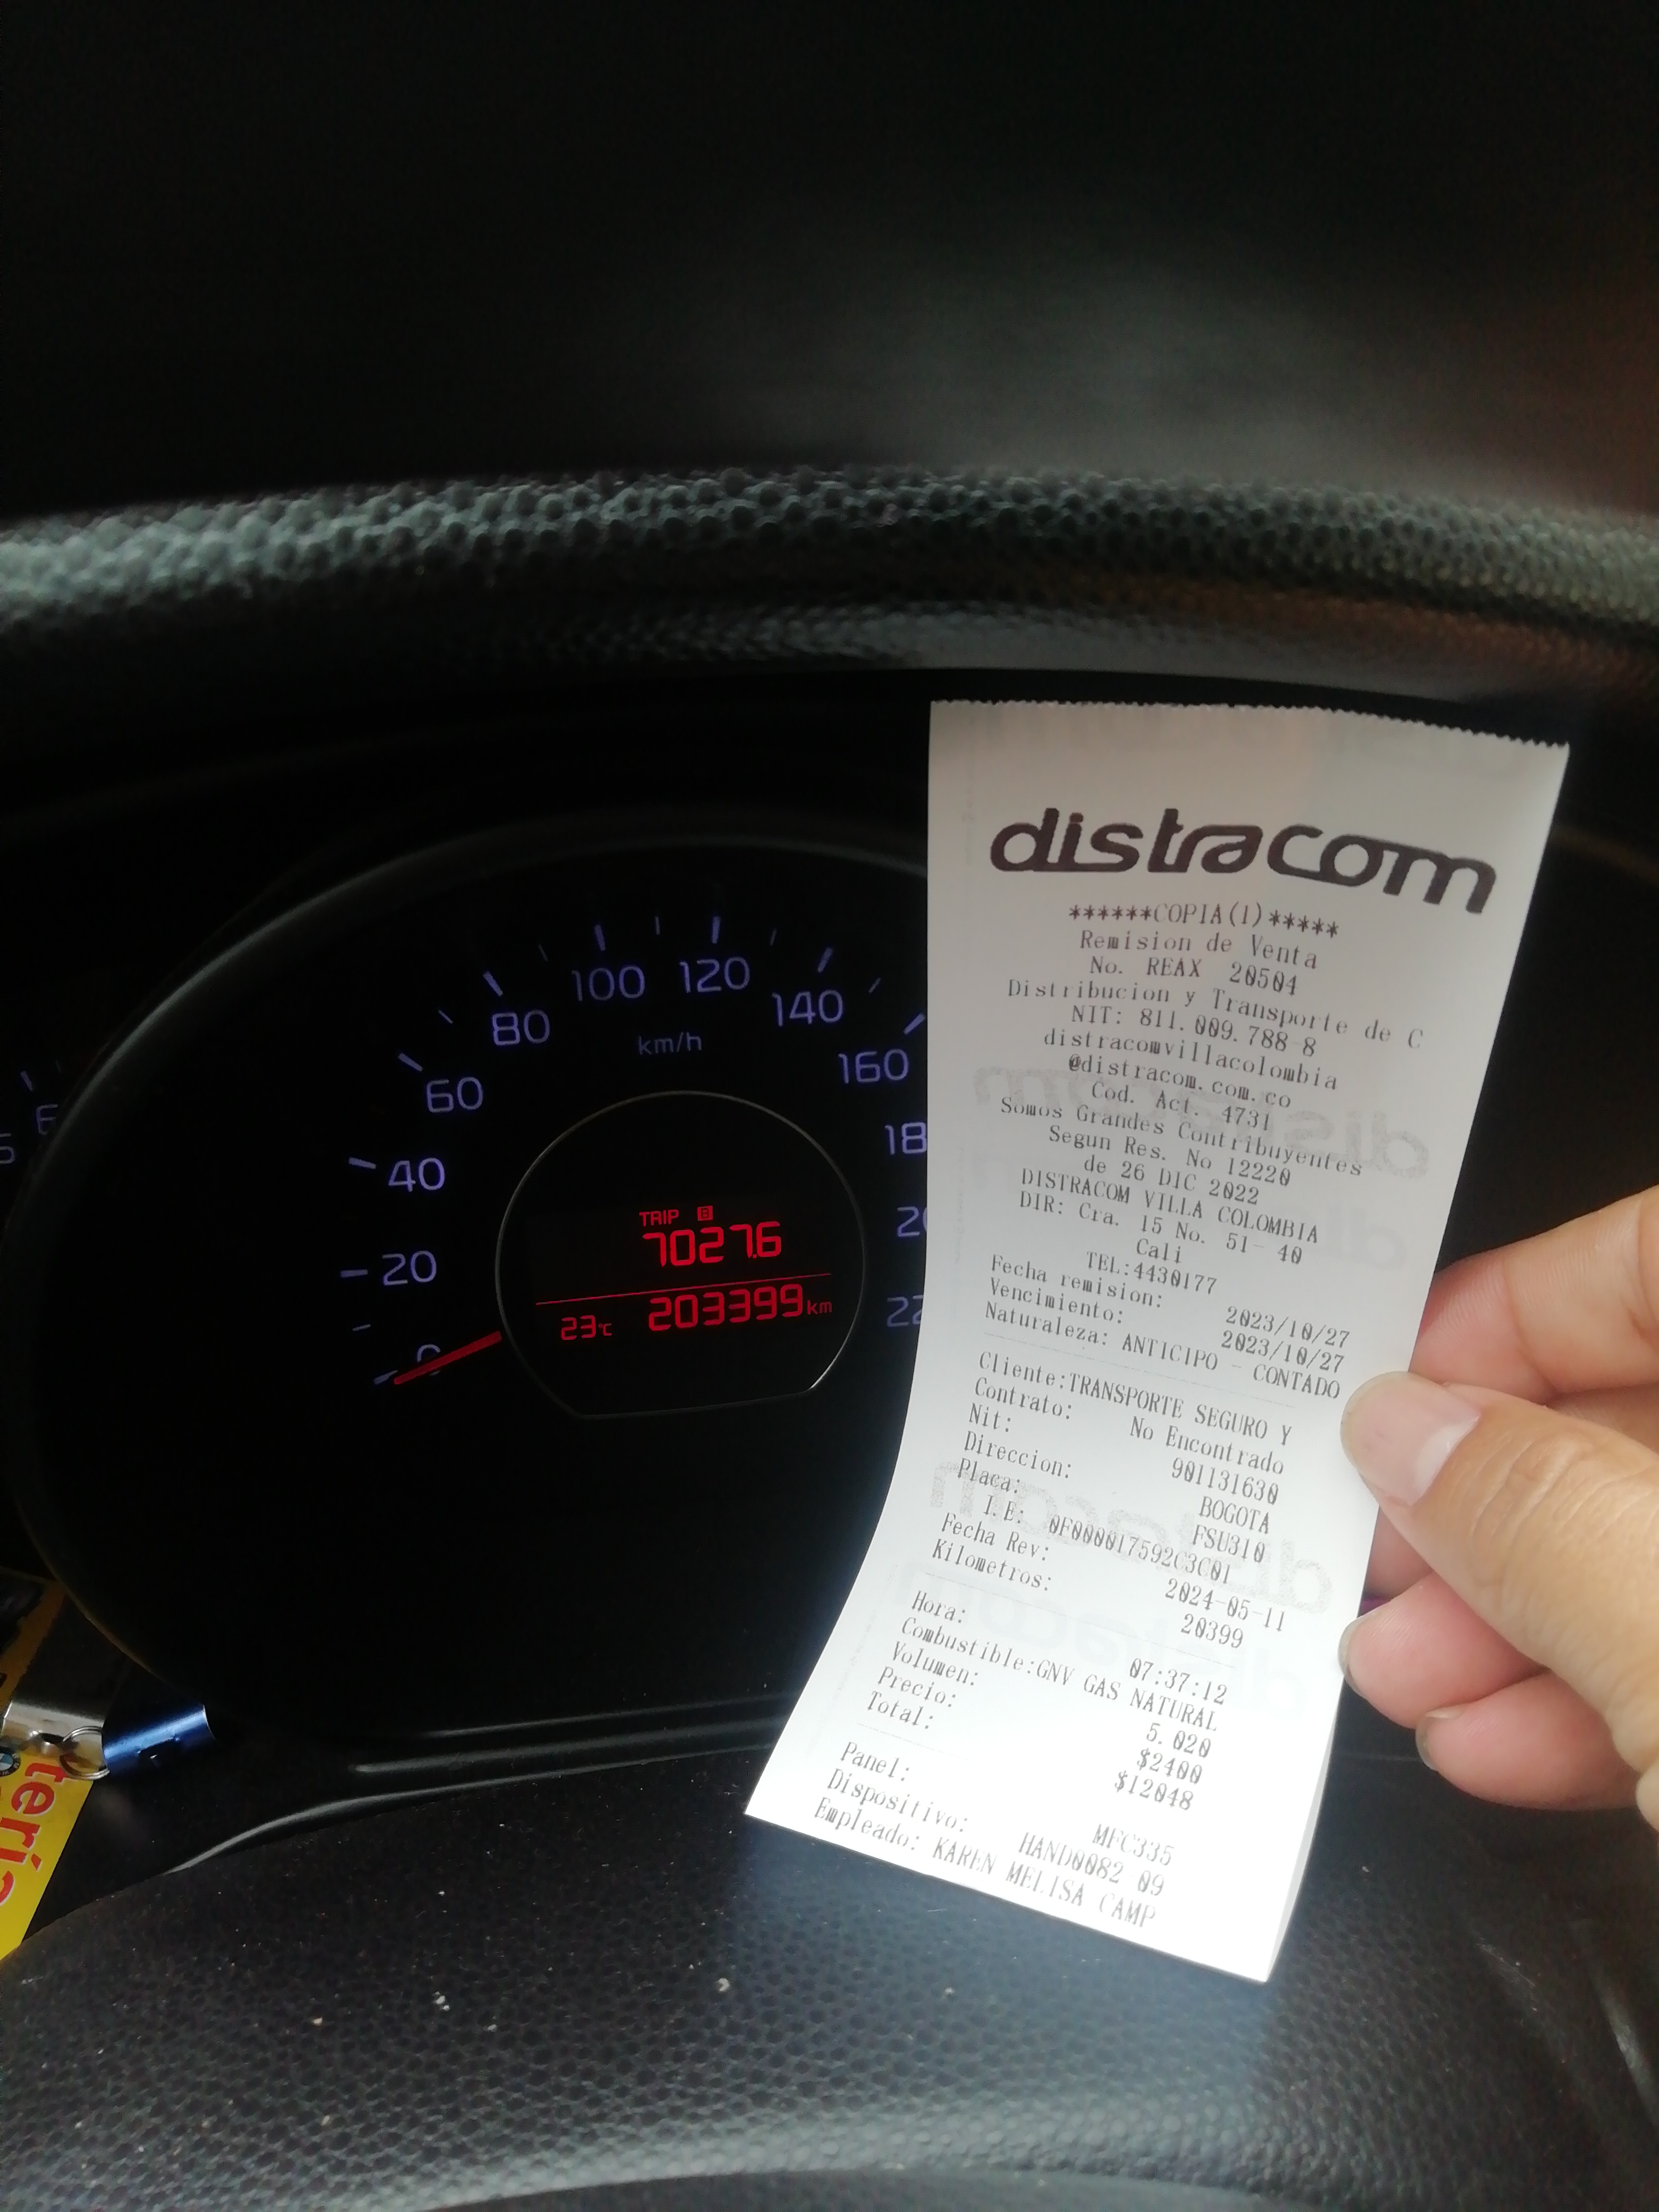 distracom
******COPIA(1)*****
Remision de Venta
No. REAX 20504
Distribucion y Transporte de C
NIT: 811.009.788-8
distracomvillacolombia
@distracom.com.co
Cod. Act. 4731
Somos Grandes Contribuyentes
Segun Res. No 12220
de 26 DIC 2022
DISTRACOM VILLA COLOMBIA
DIR: Cra. 15 No. 51- 40
Cali
TEL:4430177
Fecha remision: 2023/10/27
Vencimiento: 2023/10/27
Naturaleza: ANTICIPO - CONTADO
Cliente:TRANSPORTE SEGURO Y
Contrato: No Encontrado
Nit: 901131630
Direccion: BOGOTA
Placa: FSU310
I.E: 0F000017592C3C01
Fecha Rev: 2024-05-11
Kilometros: 20399
Hora: 07:37:12
Combustible:GNV GAS NATURAL
Volumen: 5.020
Precio: $2400
Total: $12048
Panel: MFC335
Dispositivo: HAND0082 09
Empleado: KAREN MELISA CAMP
0
20
40
60
80
100
120
140
160
km/h
TRIP B
7027.6
23°C 203399km